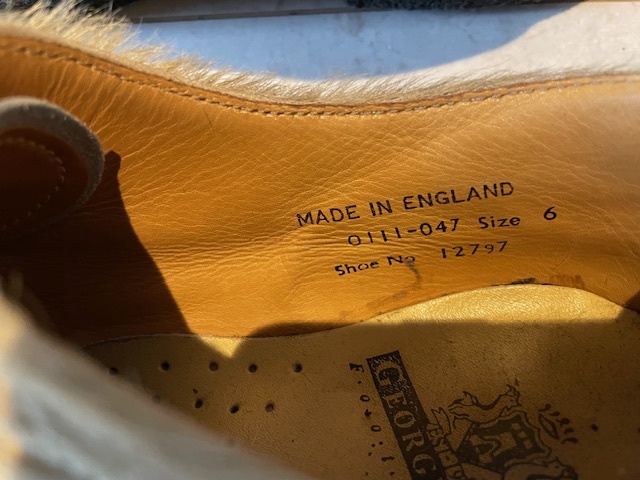 MADE IN ENGLAND
0111-047 Size 6
Shoe No 12797
GEORG